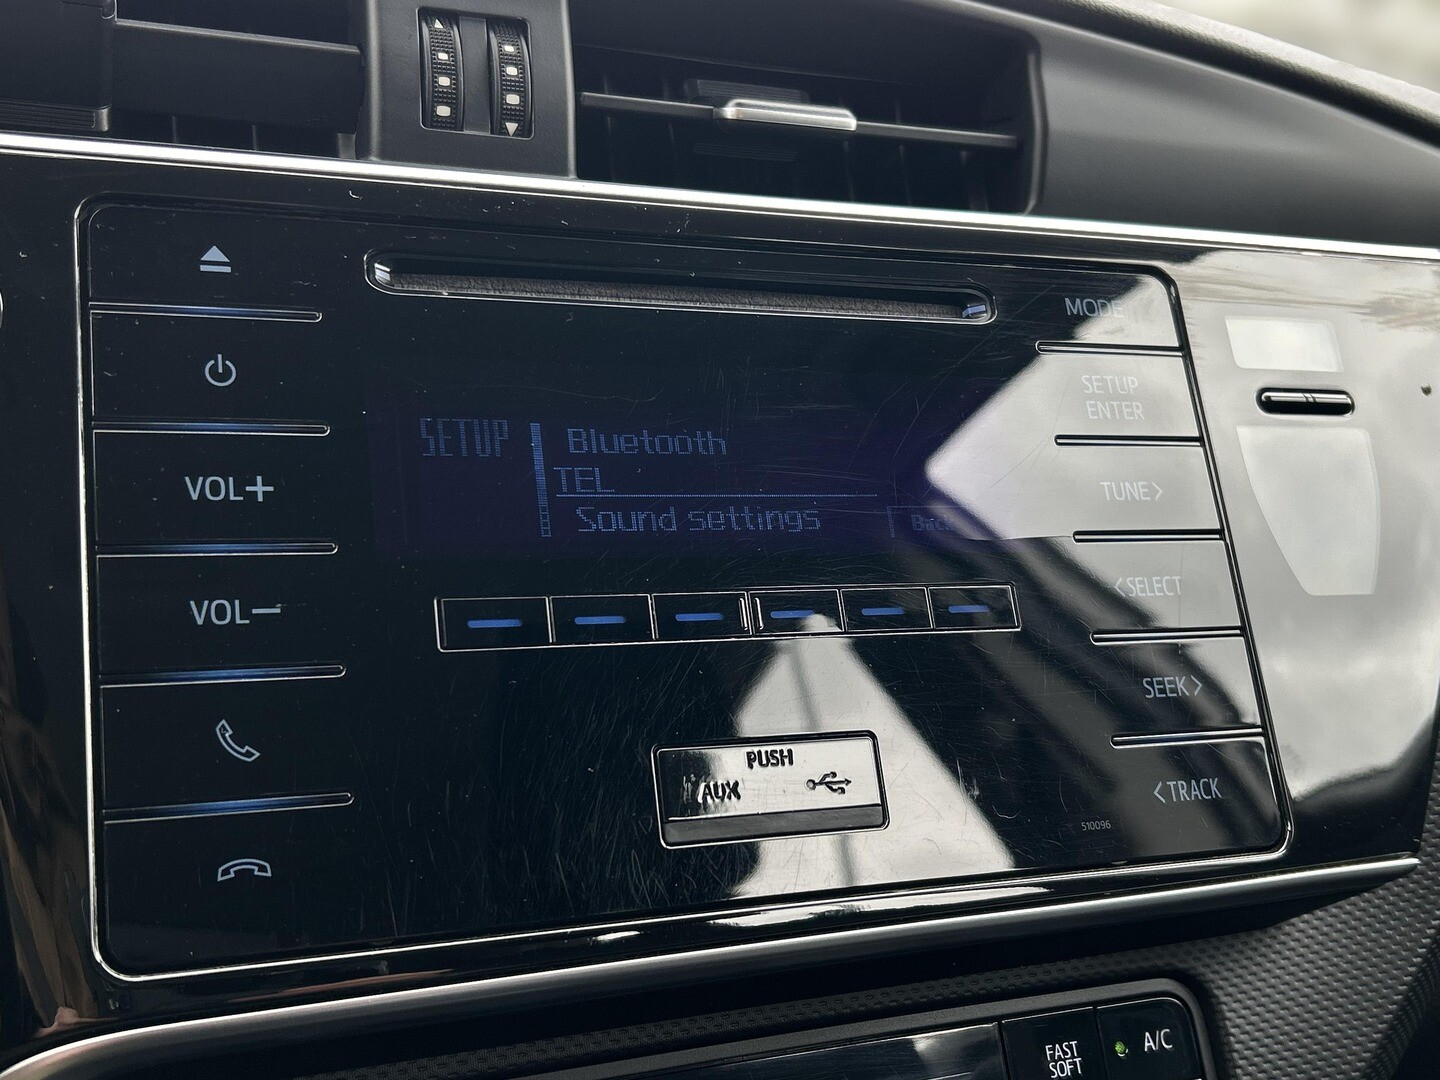 MODE
SETUP
ENTER
TUNE>
<SELECT
SEEK>
<TRACK
510096
VOL+
VOL-
SETUP
Bluetooth
TEL
Sound settings
Back
PUSH
AUX
FAST
SOFT
A/C